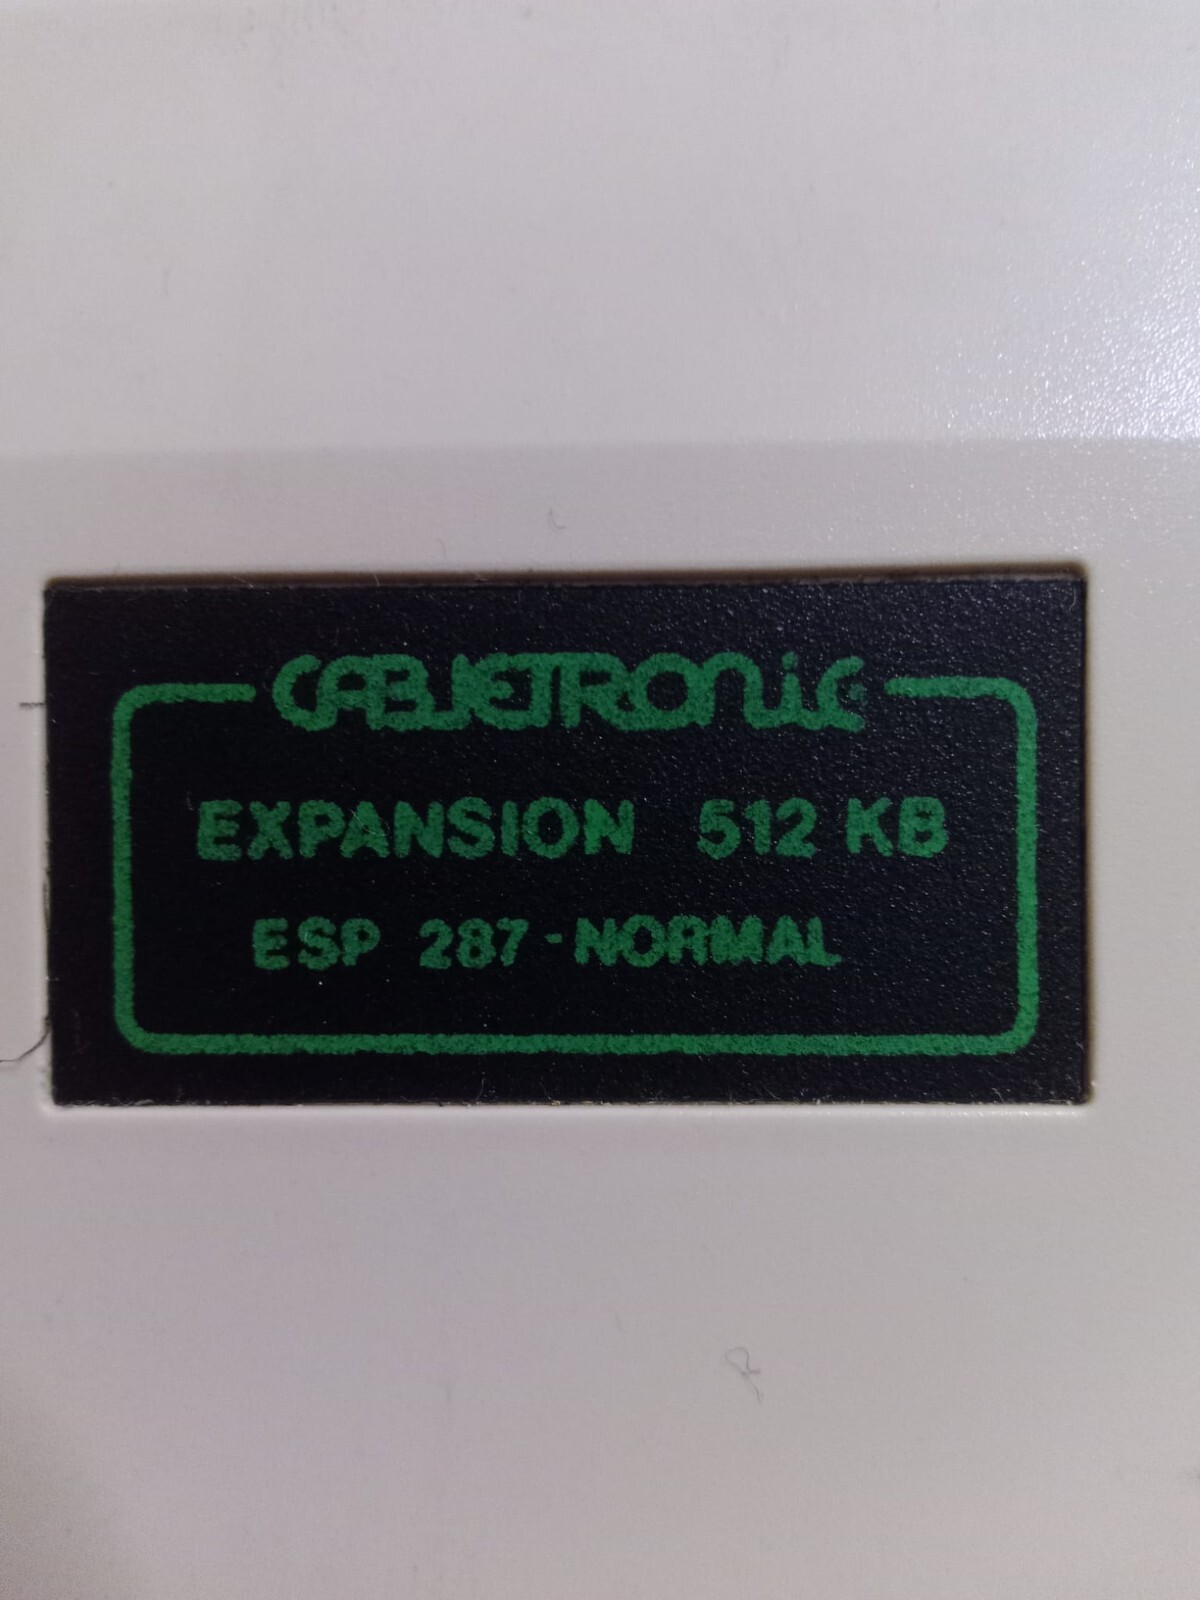 CABLETRONIC
EXPANSION 512 KB
ESP 287-NORMAL